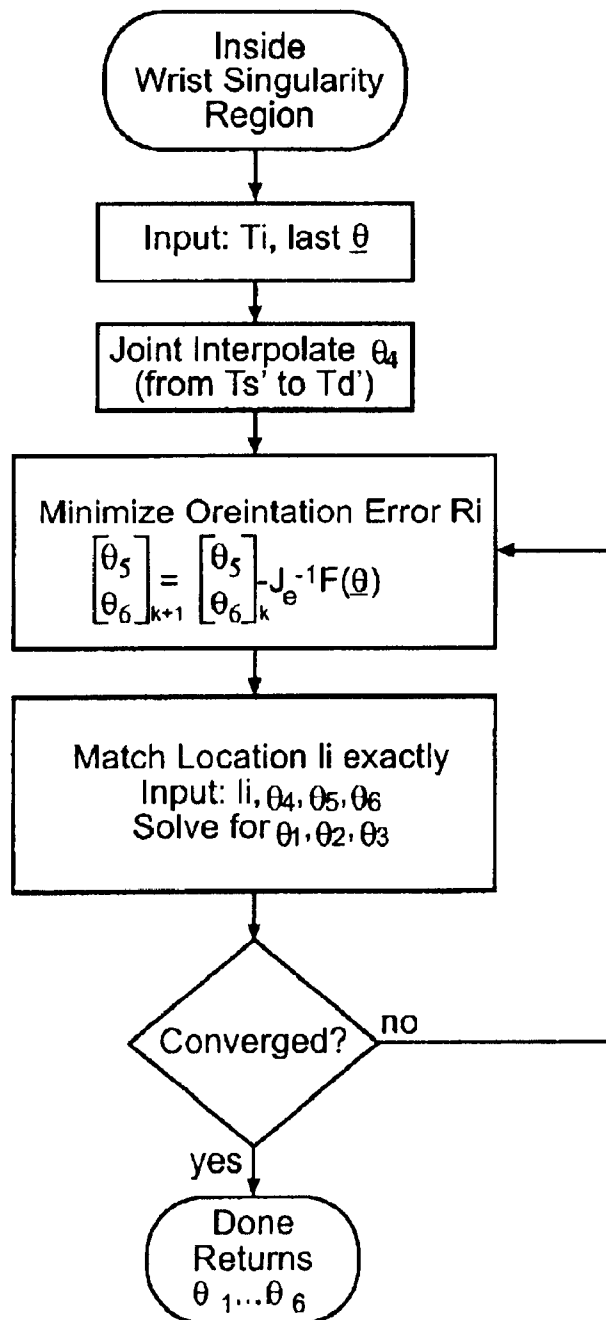 Inside
Wrist Singularity
Region
Input: Ti, last θ
Joint Interpolate θ4
(from Ts' to Td')
Minimize Oreintation Error Ri
[θ5 θ6]k+1 = [θ5 θ6]k - Je-1F(θ)
Match Location li exactly
Input: li, θ4, θ5, θ6
Solve for θ1, θ2, θ3
Converged?
no
yes
Done
Returns
θ 1...θ 6